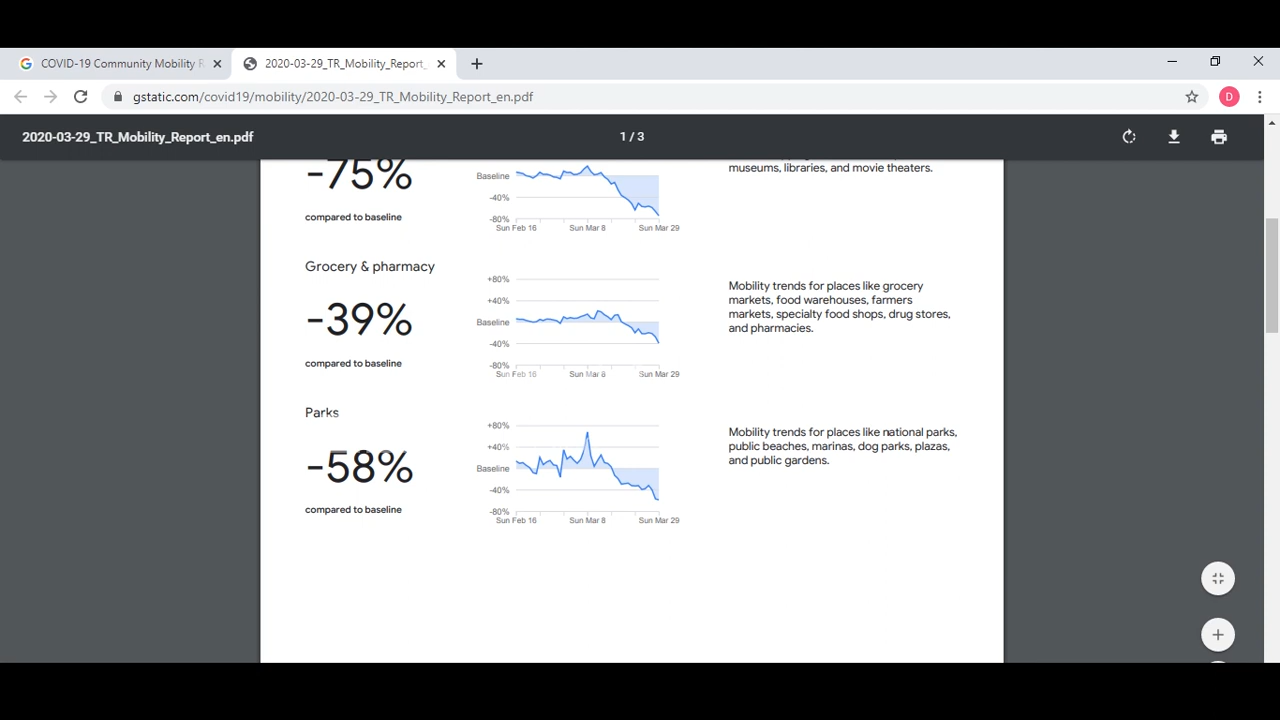 COVID-19 Community Mobility R
2020-03-29_TR_Mobility_Report_
D
gstatic.com/covid19/mobility/2020-03-29_TR_Mobility_Report_en.pdf
2020-03-29_TR_Mobility_Report_en.pdf
1 / 3
-75%
compared to baseline
Baseline
-40%
-80%
Sun Feb 16 Sun Mar 8 Sun Mar 29
museums, libraries, and movie theaters.
Grocery & pharmacy
-39%
compared to baseline
+80%
+40%
Baseline
-40%
-80%
Sun Feb 16 Sun Mar 8 Sun Mar 29
Mobility trends for places like grocery
markets, food warehouses, farmers
markets, specialty food shops, drug stores,
and pharmacies.
Parks
-58%
compared to baseline
+80%
+40%
Baseline
-40%
-80%
Sun Feb 16 Sun Mar 8 Sun Mar 29
Mobility trends for places like national parks,
public beaches, marinas, dog parks, plazas,
and public gardens.